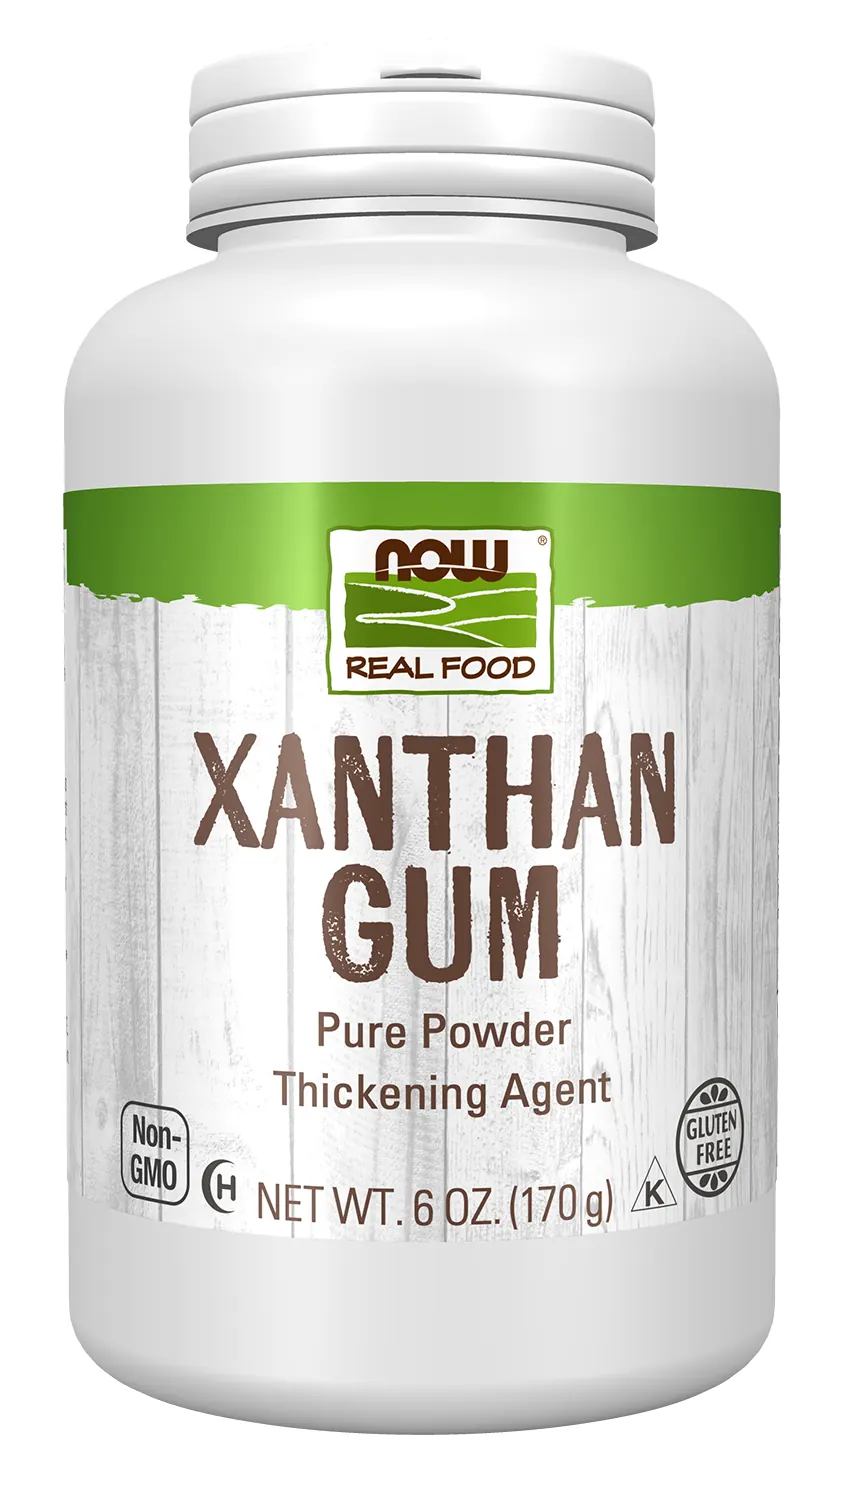 now®
REAL FOOD
XANTHAN
GUM
Pure Powder
Thickening Agent
Non-
GMO
H
NET WT. 6 OZ. (170 g)
K
GLUTEN
FREE